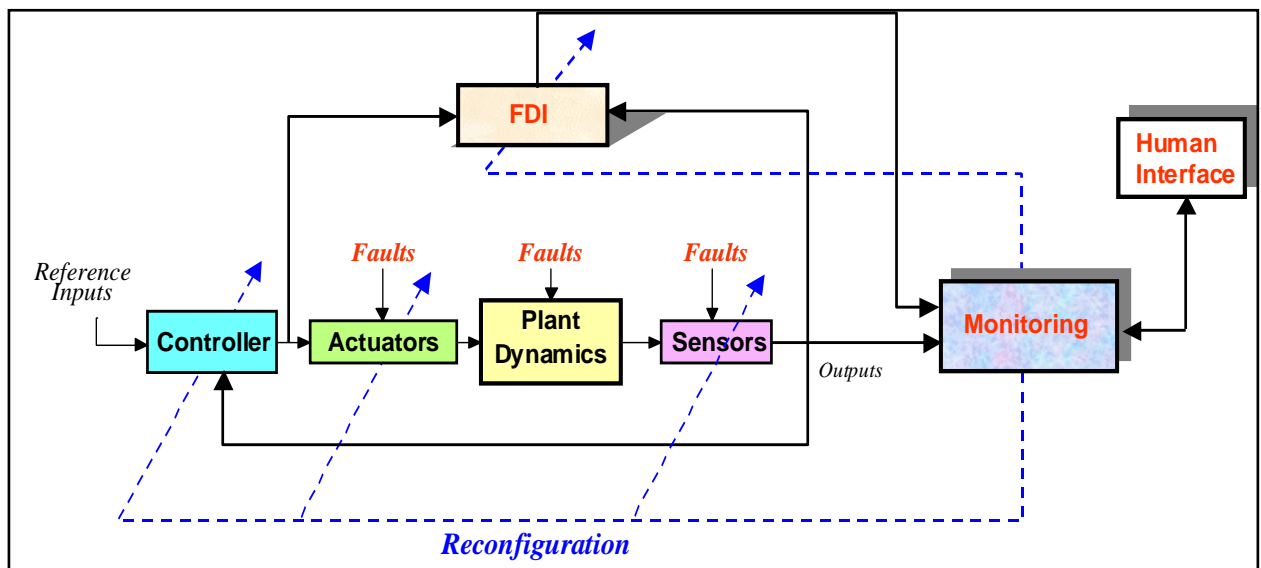 FDI
Human
Interface
Faults
Faults
Faults
Reference
Inputs
Controller
Actuators
Plant
Dynamics
Sensors
Monitoring
Outputs
Reconfiguration